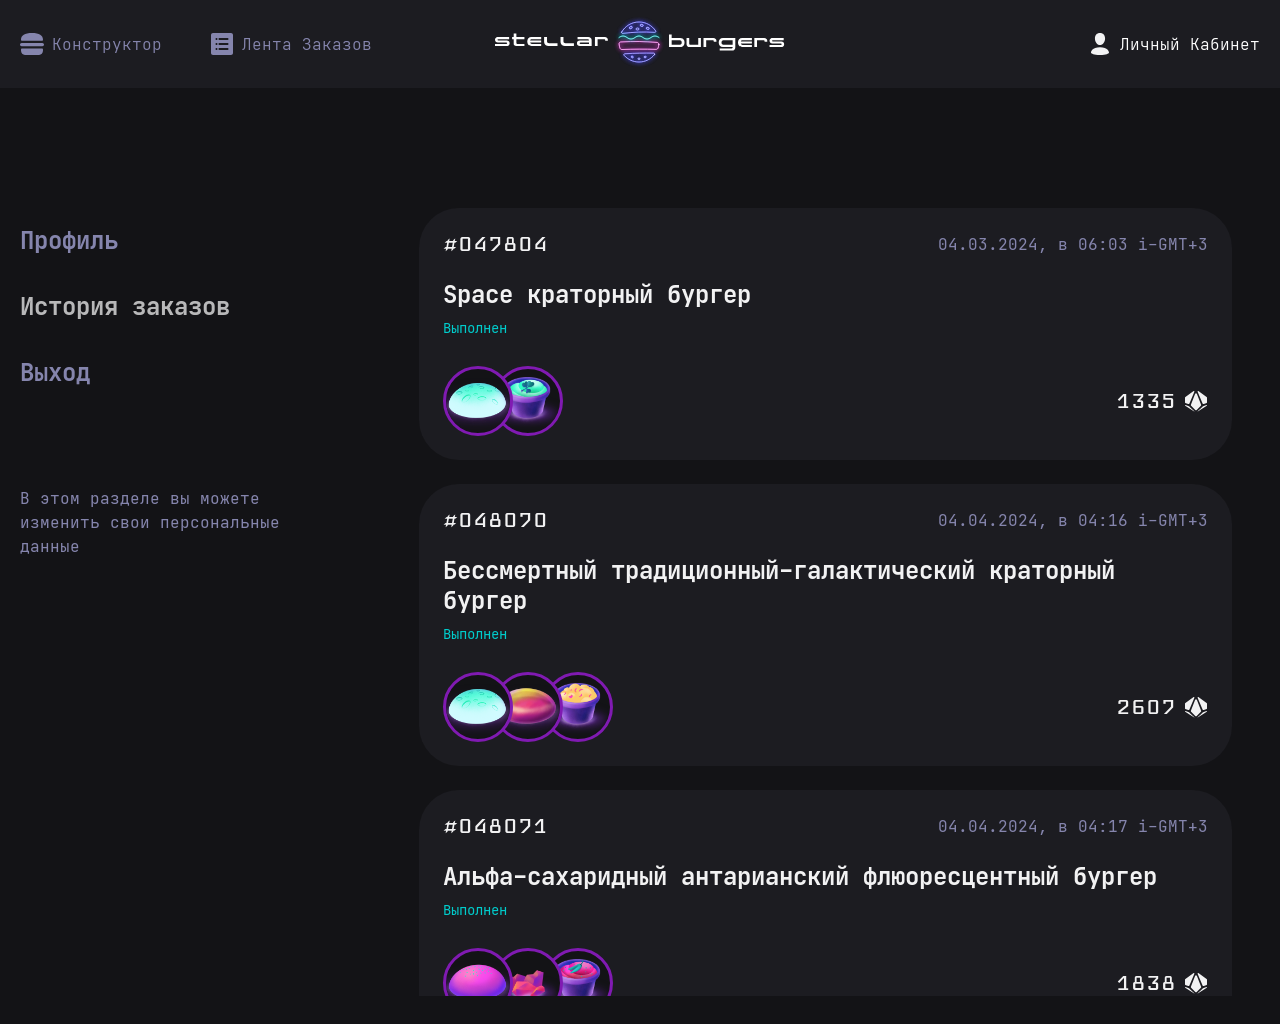 Конструктор
Лента Заказов
stellar burgers
Личный Кабинет
Профиль
История заказов
Выход
В этом разделе вы можете
изменить свои персональные
данные
#047804
04.03.2024, в 06:03 i-GMT+3
Space краторный бургер
Выполнен
1335
#048070
04.04.2024, в 04:16 i-GMT+3
Бессмертный традиционный-галактический краторный
бургер
Выполнен
2607
#048071
04.04.2024, в 04:17 i-GMT+3
Альфа-сахаридный антарианский флюоресцентный бургер
Выполнен
1838